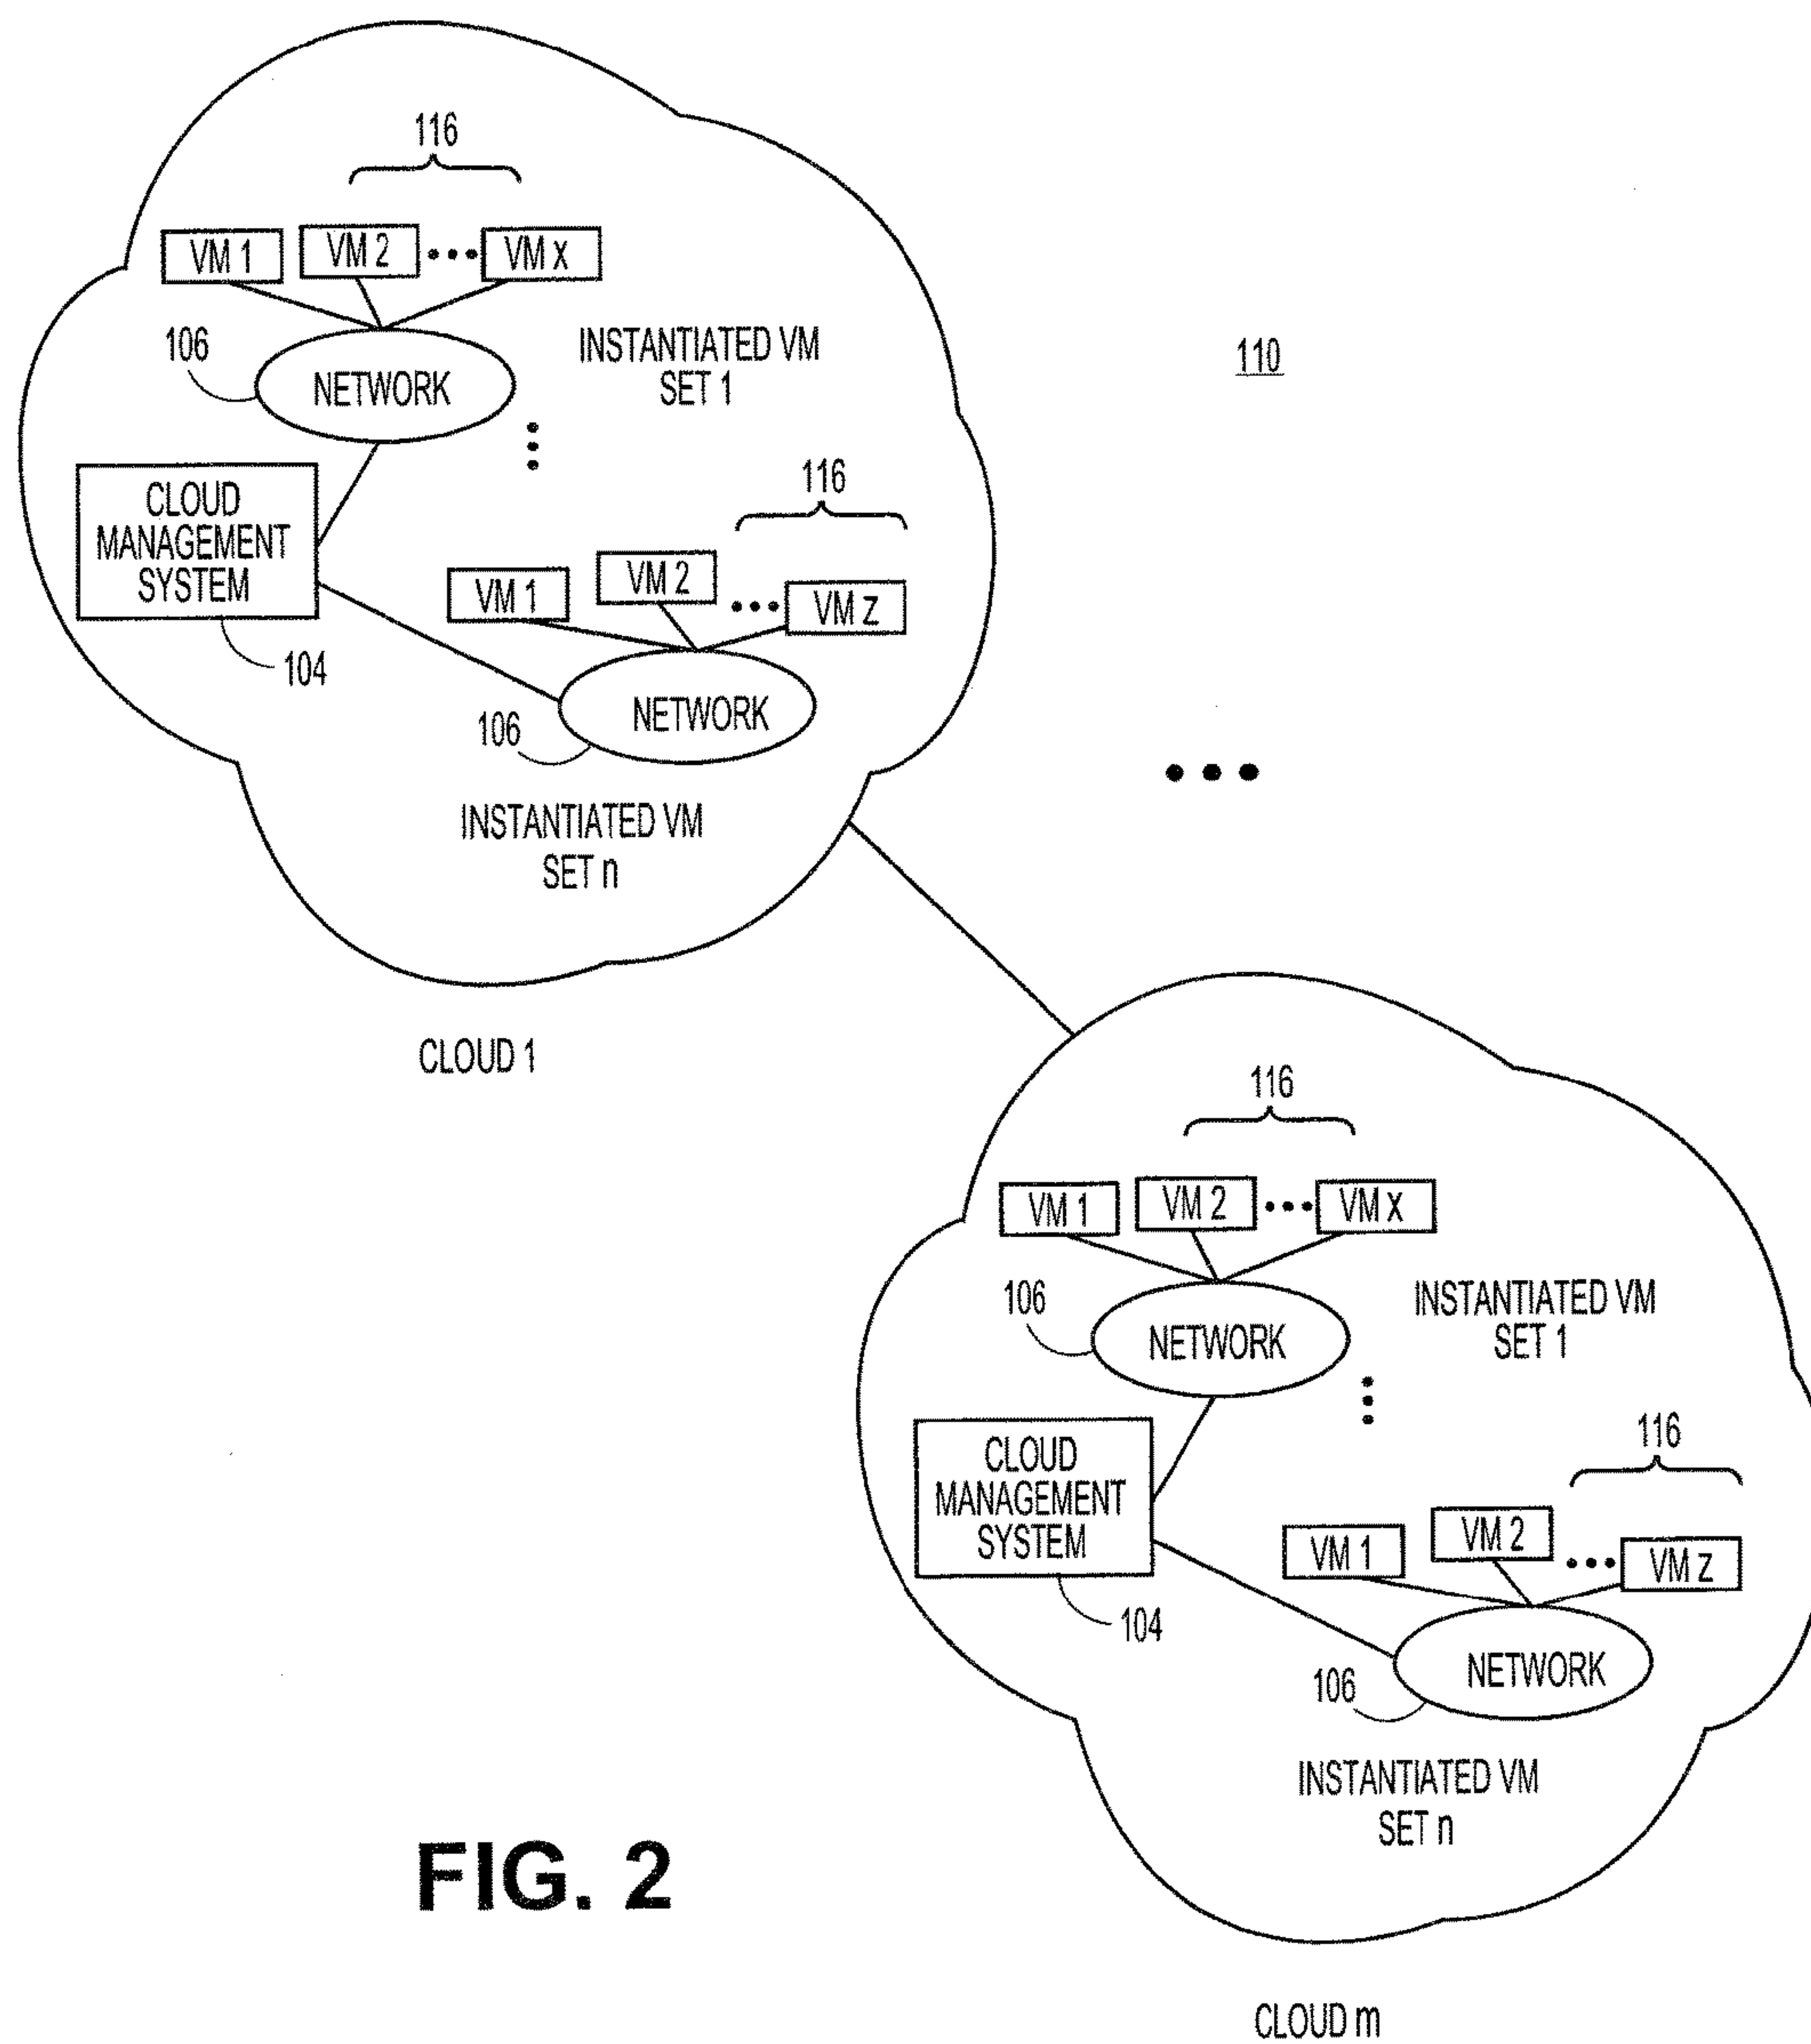 116
VM 1
VM 2
VM X
106
NETWORK
INSTANTIATED VM
SET 1
110
CLOUD
MANAGEMENT
SYSTEM
104
116
VM 1
VM 2
VM Z
106
NETWORK
INSTANTIATED VM
SET n
CLOUD 1
116
VM 1
VM 2
VM X
106
NETWORK
INSTANTIATED VM
SET 1
CLOUD
MANAGEMENT
SYSTEM
104
116
VM 1
VM 2
VM Z
106
NETWORK
INSTANTIATED VM
SET n
FIG. 2
CLOUD m